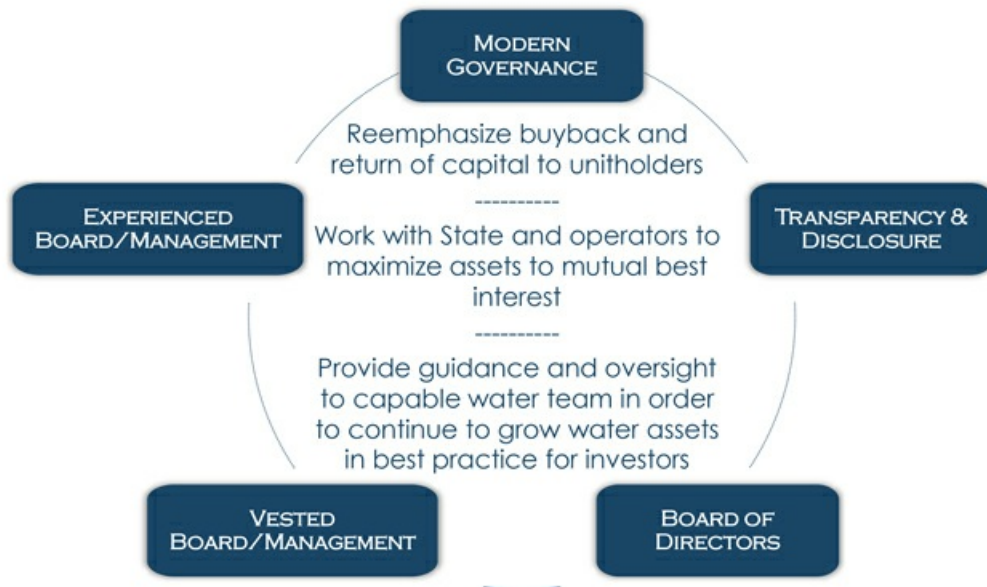 MODERN
GOVERNANCE
Reemphasize buyback and
return of capital to unitholders
----------
EXPERIENCED
BOARD/MANAGEMENT
TRANSPARENCY &
DISCLOSURE
Work with State and operators to
maximize assets to mutual best
interest
----------
Provide guidance and oversight
to capable water team in order
to continue to grow water assets
in best practice for investors
VESTED
BOARD/MANAGEMENT
BOARD OF
DIRECTORS